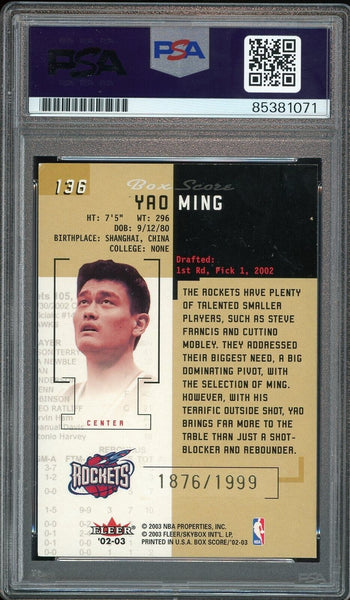 PSA
PSA
85381071
136
Box Score
YAO MING
HT: 7'5" WT: 296
DOB: 9/12/80
BIRTHPLACE: SHANGHAI, CHINA
COLLEGE: NONE
Drafted:
1st Rd, Pick 1, 2002
THE ROCKETS HAVE PLENTY
OF TALENTED SMALLER
PLAYERS, SUCH AS STEVE
FRANCIS AND CUTTINO
MOBLEY. THEY ADDRESSED
THEIR BIGGEST NEED, A BIG
DOMINATING PIVOT, WITH
THE SELECTION OF MING.
HOWEVER, WITH HIS
TERRIFIC OUTSIDE SHOT, YAO
BRINGS FAR MORE TO THE
TABLE THAN JUST A SHOT-
BLOCKER AND REBOUNDER.
CENTER
ROCKETS
1876/1999
FLEER
'02-03
© 2003 NBA PROPERTIES, INC.
© 2003 FLEER/SKYBOX INT'L. LP.
PRINTED IN U.S.A. BOX SCORE/'02-03